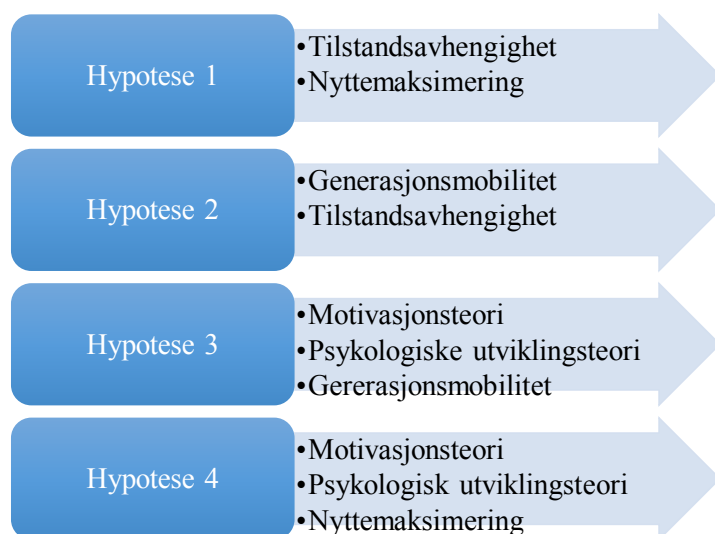 Hypotese 1
•Tilstandsavhengighet
•Nyttemaksimering
Hypotese 2
•Generasjonsmobilitet
•Tilstandsavhengighet
Hypotese 3
•Motivasjonsteori
•Psykologiske utviklingsteori
•Gererasjonsmobilitet
Hypotese 4
•Motivasjonsteori
•Psykologisk utviklingsteori
•Nyttemaksimering